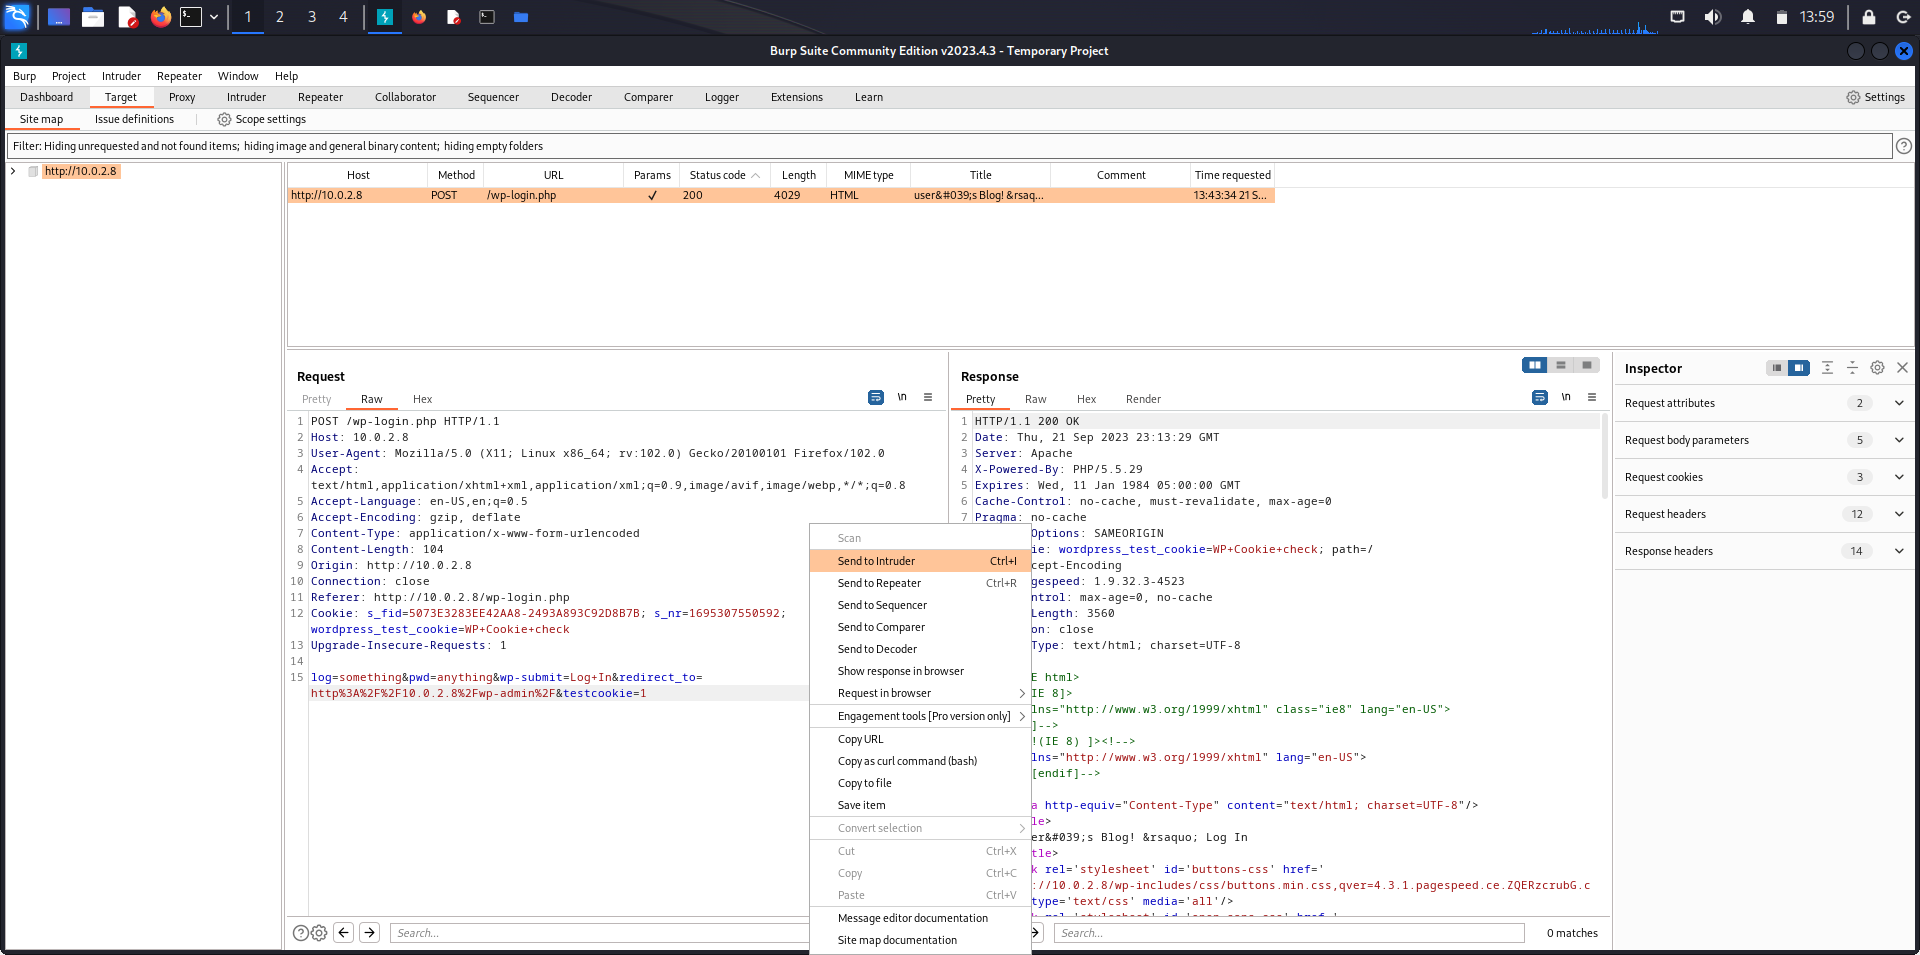 1 2 3 4 13:59
Burp Suite Community Edition v2023.4.3 - Temporary Project
Burp Project Intruder Repeater Window Help
Dashboard Target Proxy Intruder Repeater Collaborator Sequencer Decoder Comparer Logger Extensions Learn Settings
Site map Issue definitions Scope settings
Filter: Hiding unrequested and not found items; hiding image and general binary content; hiding empty folders
http://10.0.2.8
Host Method URL Params Status code Length MIME type Title Comment Time requested
http://10.0.2.8 POST /wp-login.php ✓ 200 4029 HTML user&#039;s Blog! &rsaq... 13:43:34 21 S...
Request
Pretty Raw Hex \n
1 POST /wp-login.php HTTP/1.1
2 Host: 10.0.2.8
3 User-Agent: Mozilla/5.0 (X11; Linux x86_64; rv:102.0) Gecko/20100101 Firefox/102.0
4 Accept:
text/html,application/xhtml+xml,application/xml;q=0.9,image/avif,image/webp,*/*;q=0.8
5 Accept-Language: en-US,en;q=0.5
6 Accept-Encoding: gzip, deflate
7 Content-Type: application/x-www-form-urlencoded
8 Content-Length: 104
9 Origin: http://10.0.2.8
10 Connection: close
11 Referer: http://10.0.2.8/wp-login.php
12 Cookie: s_fid=5073E3283EE42AA8-2493A893C92D8B7B; s_nr=1695307550592;
wordpress_test_cookie=WP+Cookie+check
13 Upgrade-Insecure-Requests: 1
14
15 log=something&pwd=anything&wp-submit=Log+In&redirect_to=
http%3A%2F%2F10.0.2.8%2Fwp-admin%2F&testcookie=1
Search...
Scan
Send to Intruder Ctrl+I
Send to Repeater Ctrl+R
Send to Sequencer
Send to Comparer
Send to Decoder
Show response in browser
Request in browser
Engagement tools [Pro version only]
Copy URL
Copy as curl command (bash)
Copy to file
Save item
Convert selection
Cut Ctrl+X
Copy Ctrl+C
Paste Ctrl+V
Message editor documentation
Site map documentation
Response
Pretty Raw Hex Render \n
1 HTTP/1.1 200 OK
2 Date: Thu, 21 Sep 2023 23:13:29 GMT
3 Server: Apache
4 X-Powered-By: PHP/5.5.29
5 Expires: Wed, 11 Jan 1984 05:00:00 GMT
6 Cache-Control: no-cache, must-revalidate, max-age=0
7 Pragma: no-cache
Options: SAMEORIGIN
ie: wordpress_test_cookie=WP+Cookie+check; path=/
cept-Encoding
gespeed: 1.9.32.3-4523
ntrol: max-age=0, no-cache
Length: 3560
on: close
Type: text/html; charset=UTF-8
E html>
[IE 8]>
lns="http://www.w3.org/1999/xhtml" class="ie8" lang="en-US">
]-->
!(IE 8) ]><!-->
lns="http://www.w3.org/1999/xhtml" lang="en-US">
[endif]-->
a http-equiv="Content-Type" content="text/html; charset=UTF-8"/>
le>
er&#039;s Blog! &rsaquo; Log In
tle>
k rel='stylesheet' id='buttons-css' href='
://10.0.2.8/wp-includes/css/buttons.min.css,qver=4.3.1.pagespeed.ce.ZQERzcrubG.c
type='text/css' media='all'/>
Search... 0 matches
Inspector
Request attributes 2
Request body parameters 5
Request cookies 3
Request headers 12
Response headers 14